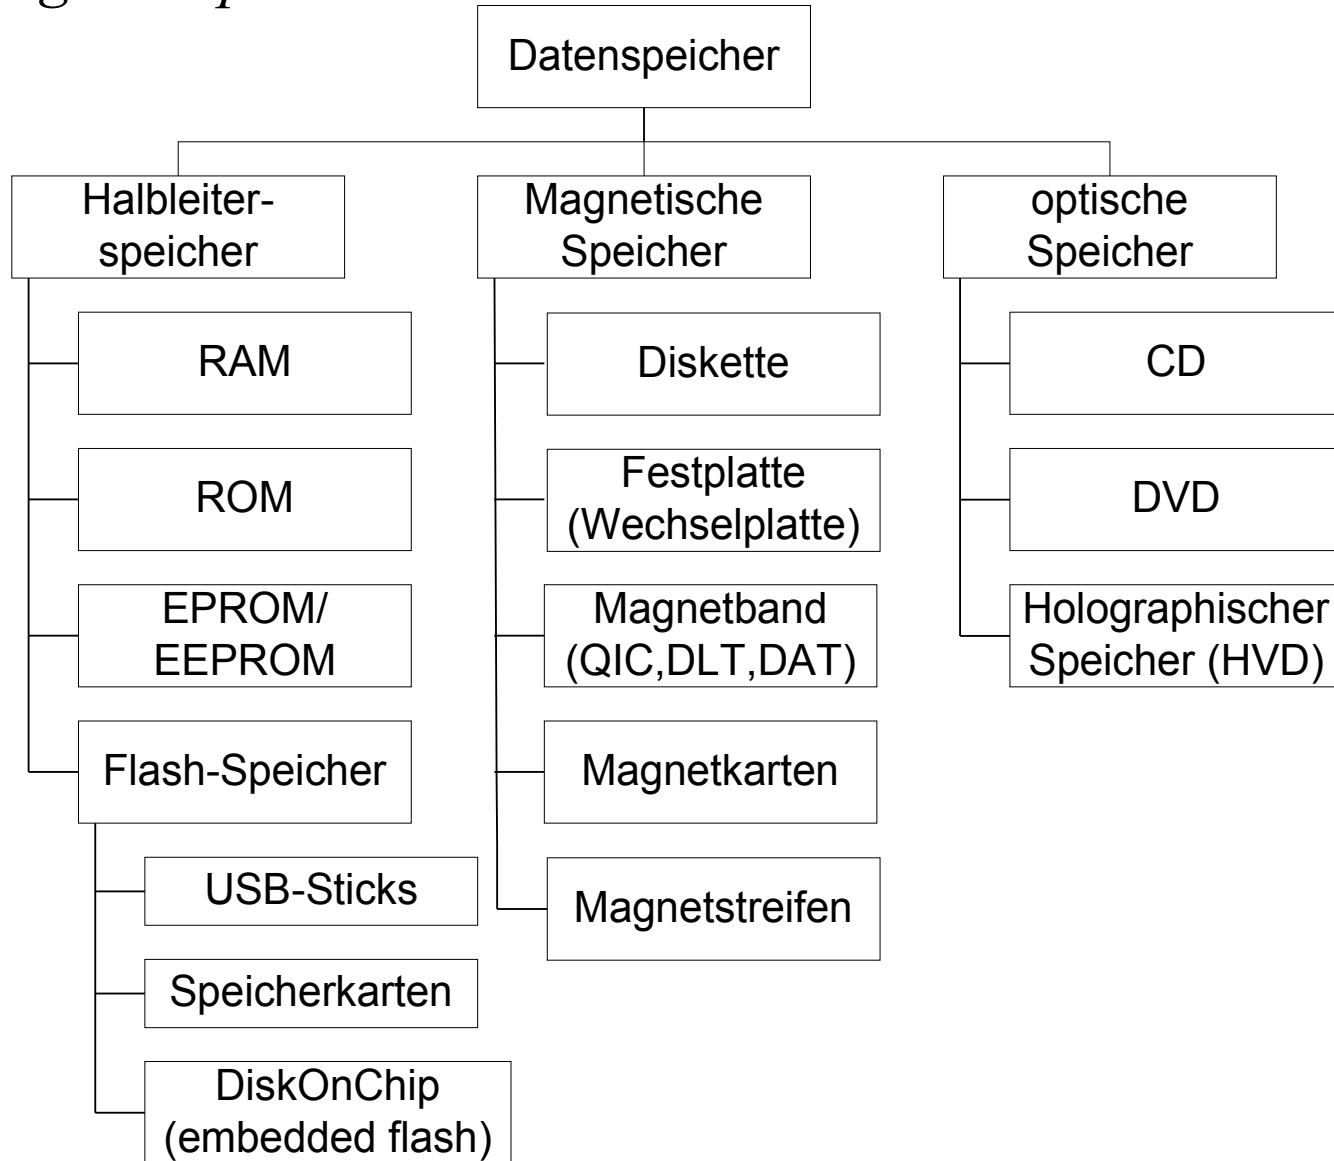 Datenspeicher
Halbleiter-
speicher
RAM
ROM
EPROM/
EEPROM
Flash-Speicher
USB-Sticks
Speicherkarten
DiskOnChip
(embedded flash)
Magnetische
Speicher
Diskette
Festplatte
(Wechselplatte)
Magnetband
(QIC,DLT,DAT)
Magnetkarten
Magnetstreifen
optische
Speicher
CD
DVD
Holographischer
Speicher (HVD)